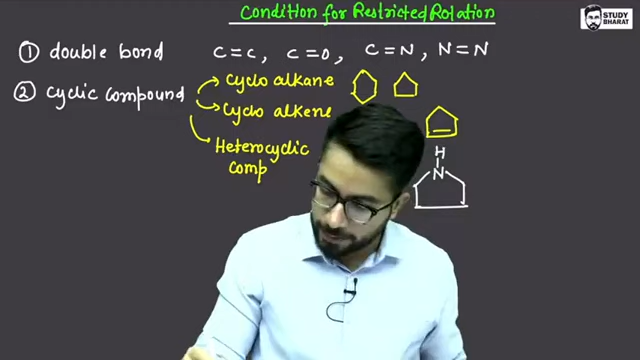 Condition for Restricted Rotation
STUDY BHARAT
① double bond C=C, C=O, C=N, N=N
② Cyclic Compound
Cyclo alkane
Cyclo alkene
Heterocyclic
comp
H
N